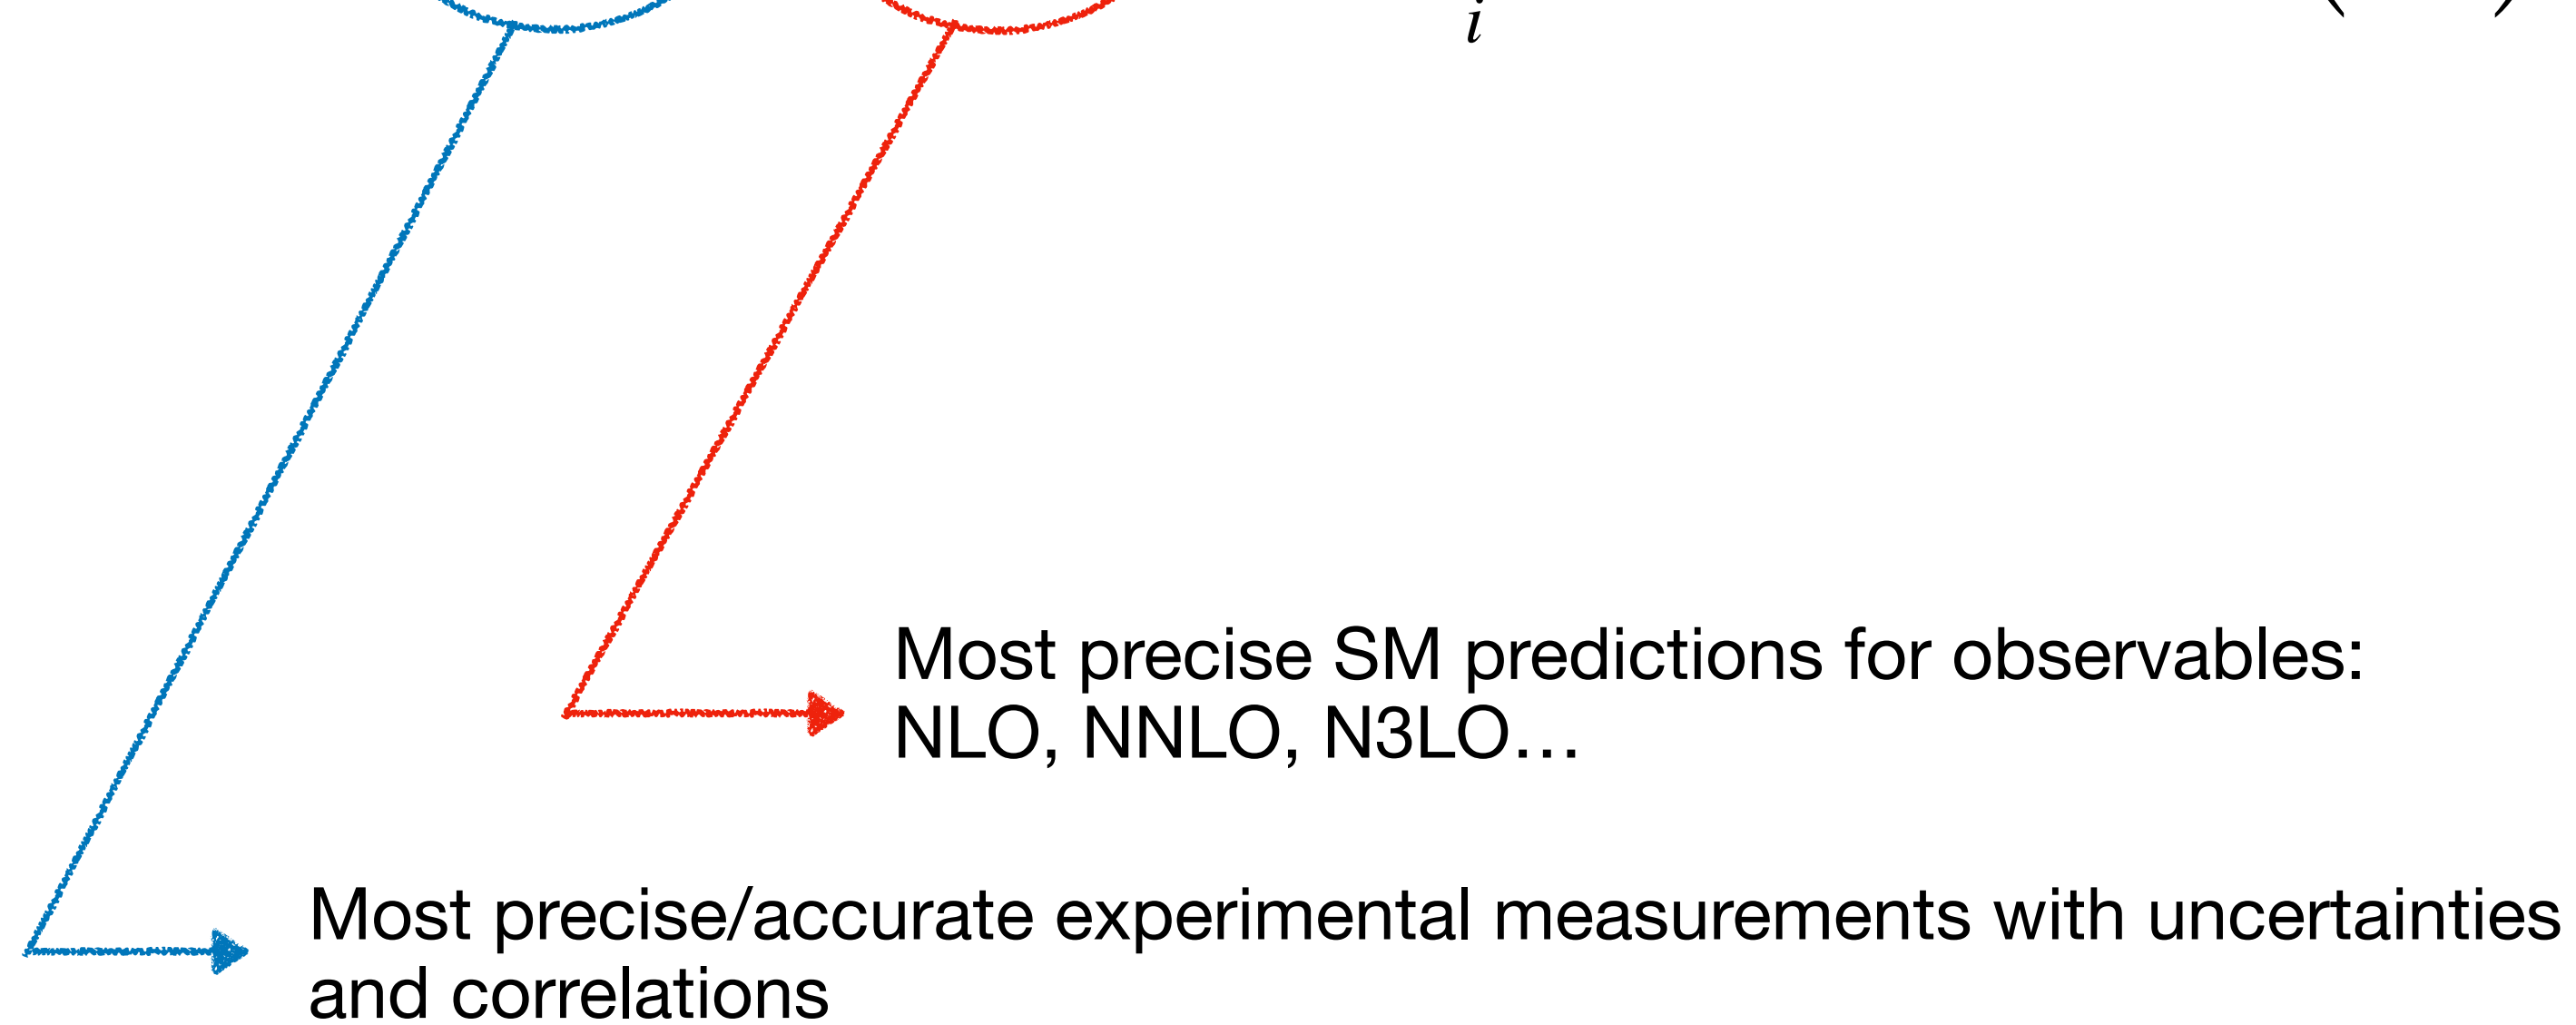 i
Most precise SM predictions for observables:
NLO, NNLO, N3LO…
Most precise/accurate experimental measurements with uncertainties
and correlations